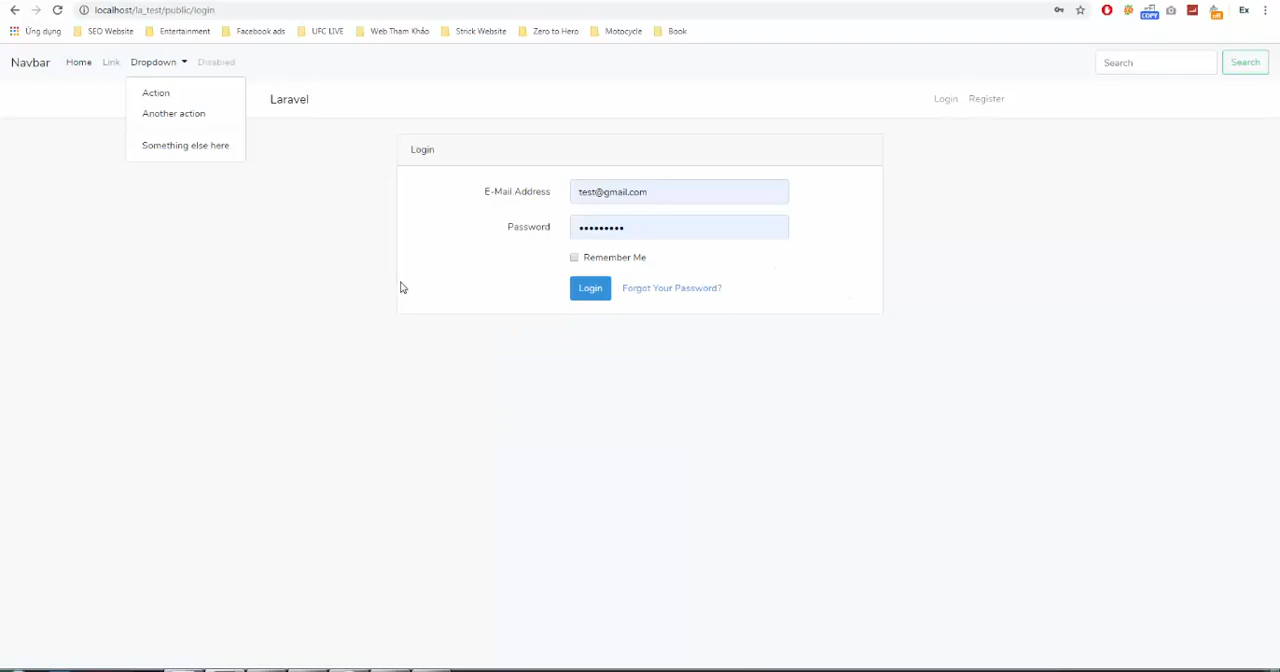 localhost/la_test/public/login
COPY
off
Ex
Ứng dụng SEO Website Entertainment Facebook ads UFC LIVE Web Tham Khảo Strick Website Zero to Hero Motocycle Book
Navbar Home Link Dropdown Disabled Search Search
Action
Another action
Something else here
Laravel Login Register
Login
E-Mail Address test@gmail.com
Password •••••••••
Remember Me
Login Forgot Your Password?